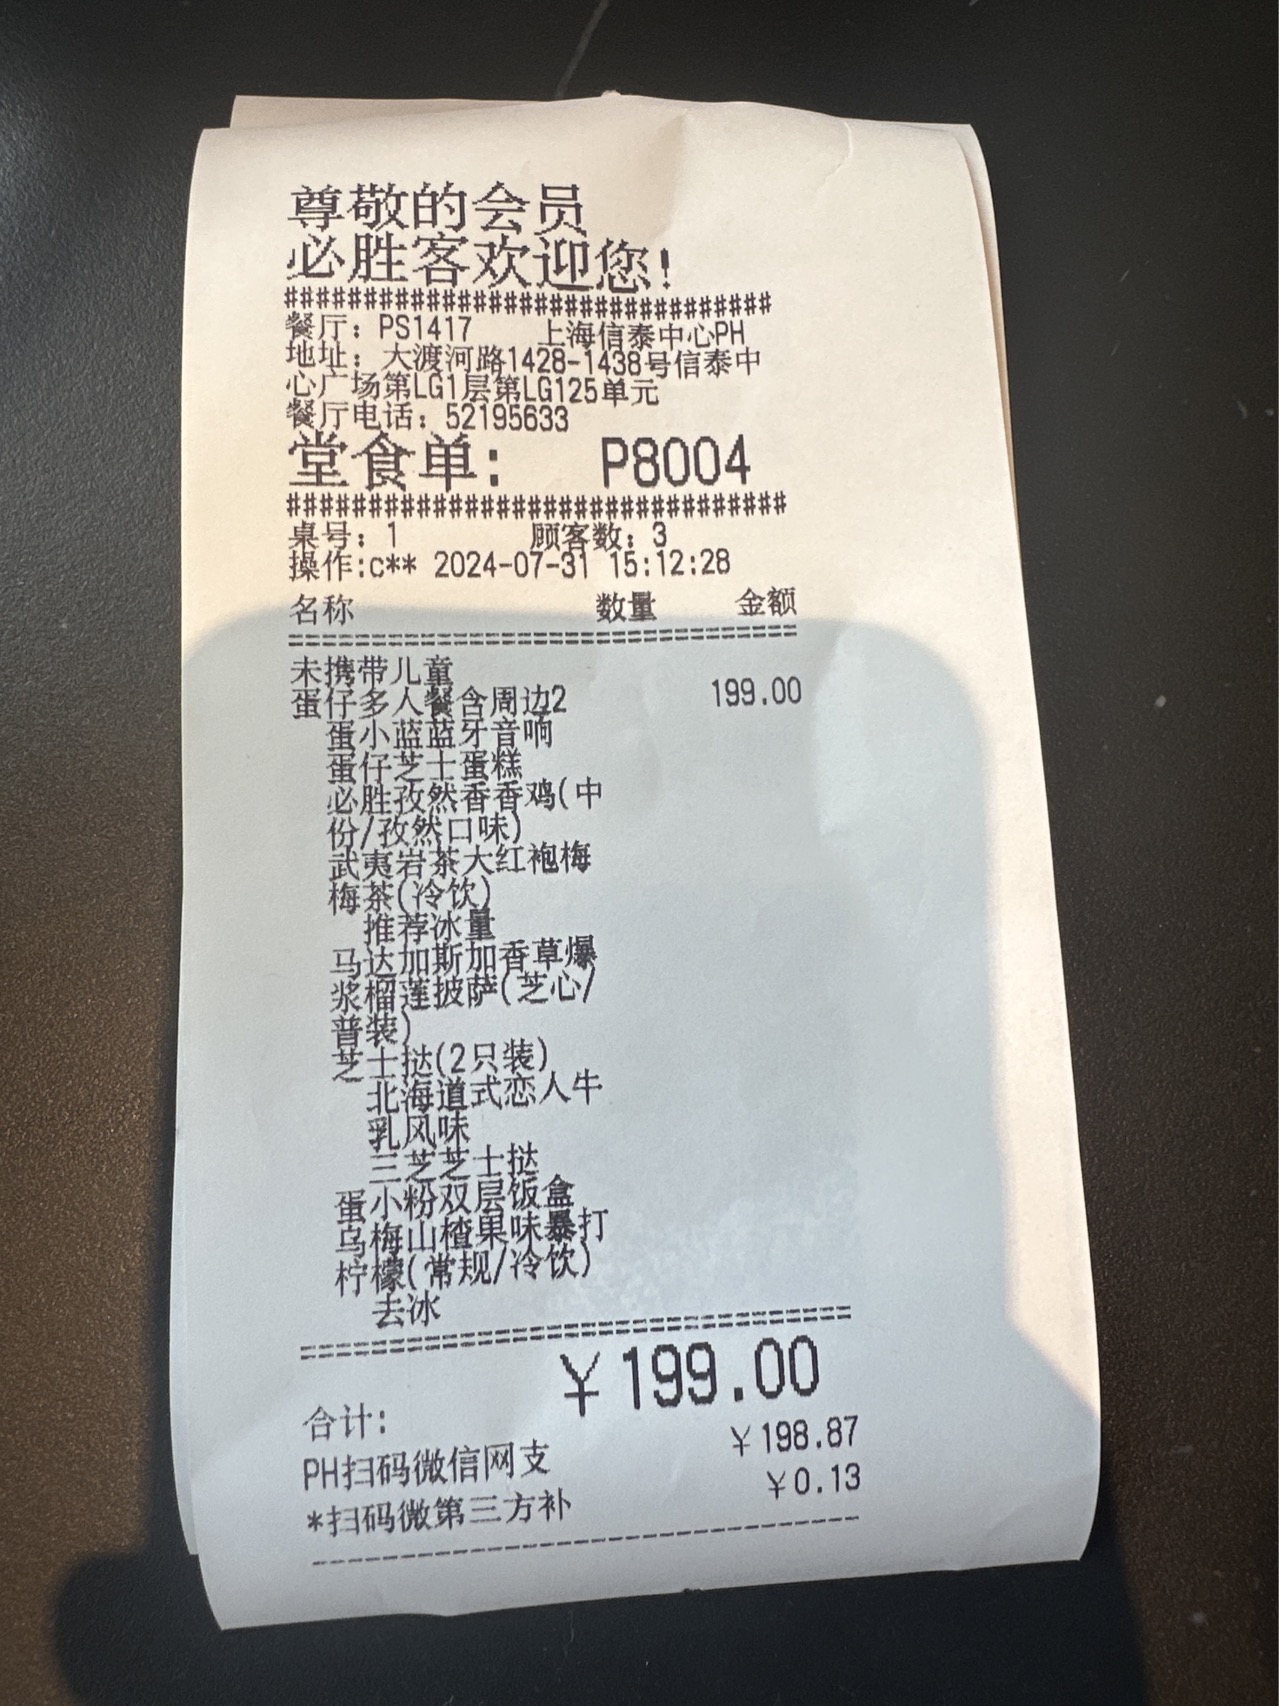 尊敬的会员
必胜客欢迎您!
###############################
餐厅: PS1417 上海信泰中心PH
地址: 大渡河路1428-1438号信泰中
心广场第LG1层第LG125单元
餐厅电话: 52195633
堂食单: P8004
###############################
桌号: 1 顾客数: 3
操作:c** 2024-07-31 15:12:28
名称 数量 金额
================================
未携带儿童
蛋仔多人餐含周边2 199.00
蛋小蓝蓝牙音响
蛋仔芝士蛋糕
必胜孜然香香鸡(中
份/孜然口味)
武夷岩茶大红袍梅
梅茶(冷饮)
推荐冰量
马达加斯加香草爆
浆榴莲披萨(芝心/
普装)
芝士挞(2只装)
北海道式恋人牛
乳风味
三芝芝士挞
蛋小粉双层饭盒
乌梅山楂果味暴打
柠檬(常规/冷饮)
去冰
================================
合计: ￥199.00
PH扫码微信网支 ￥198.87
*扫码微第三方补 ￥0.13
--------------------------------